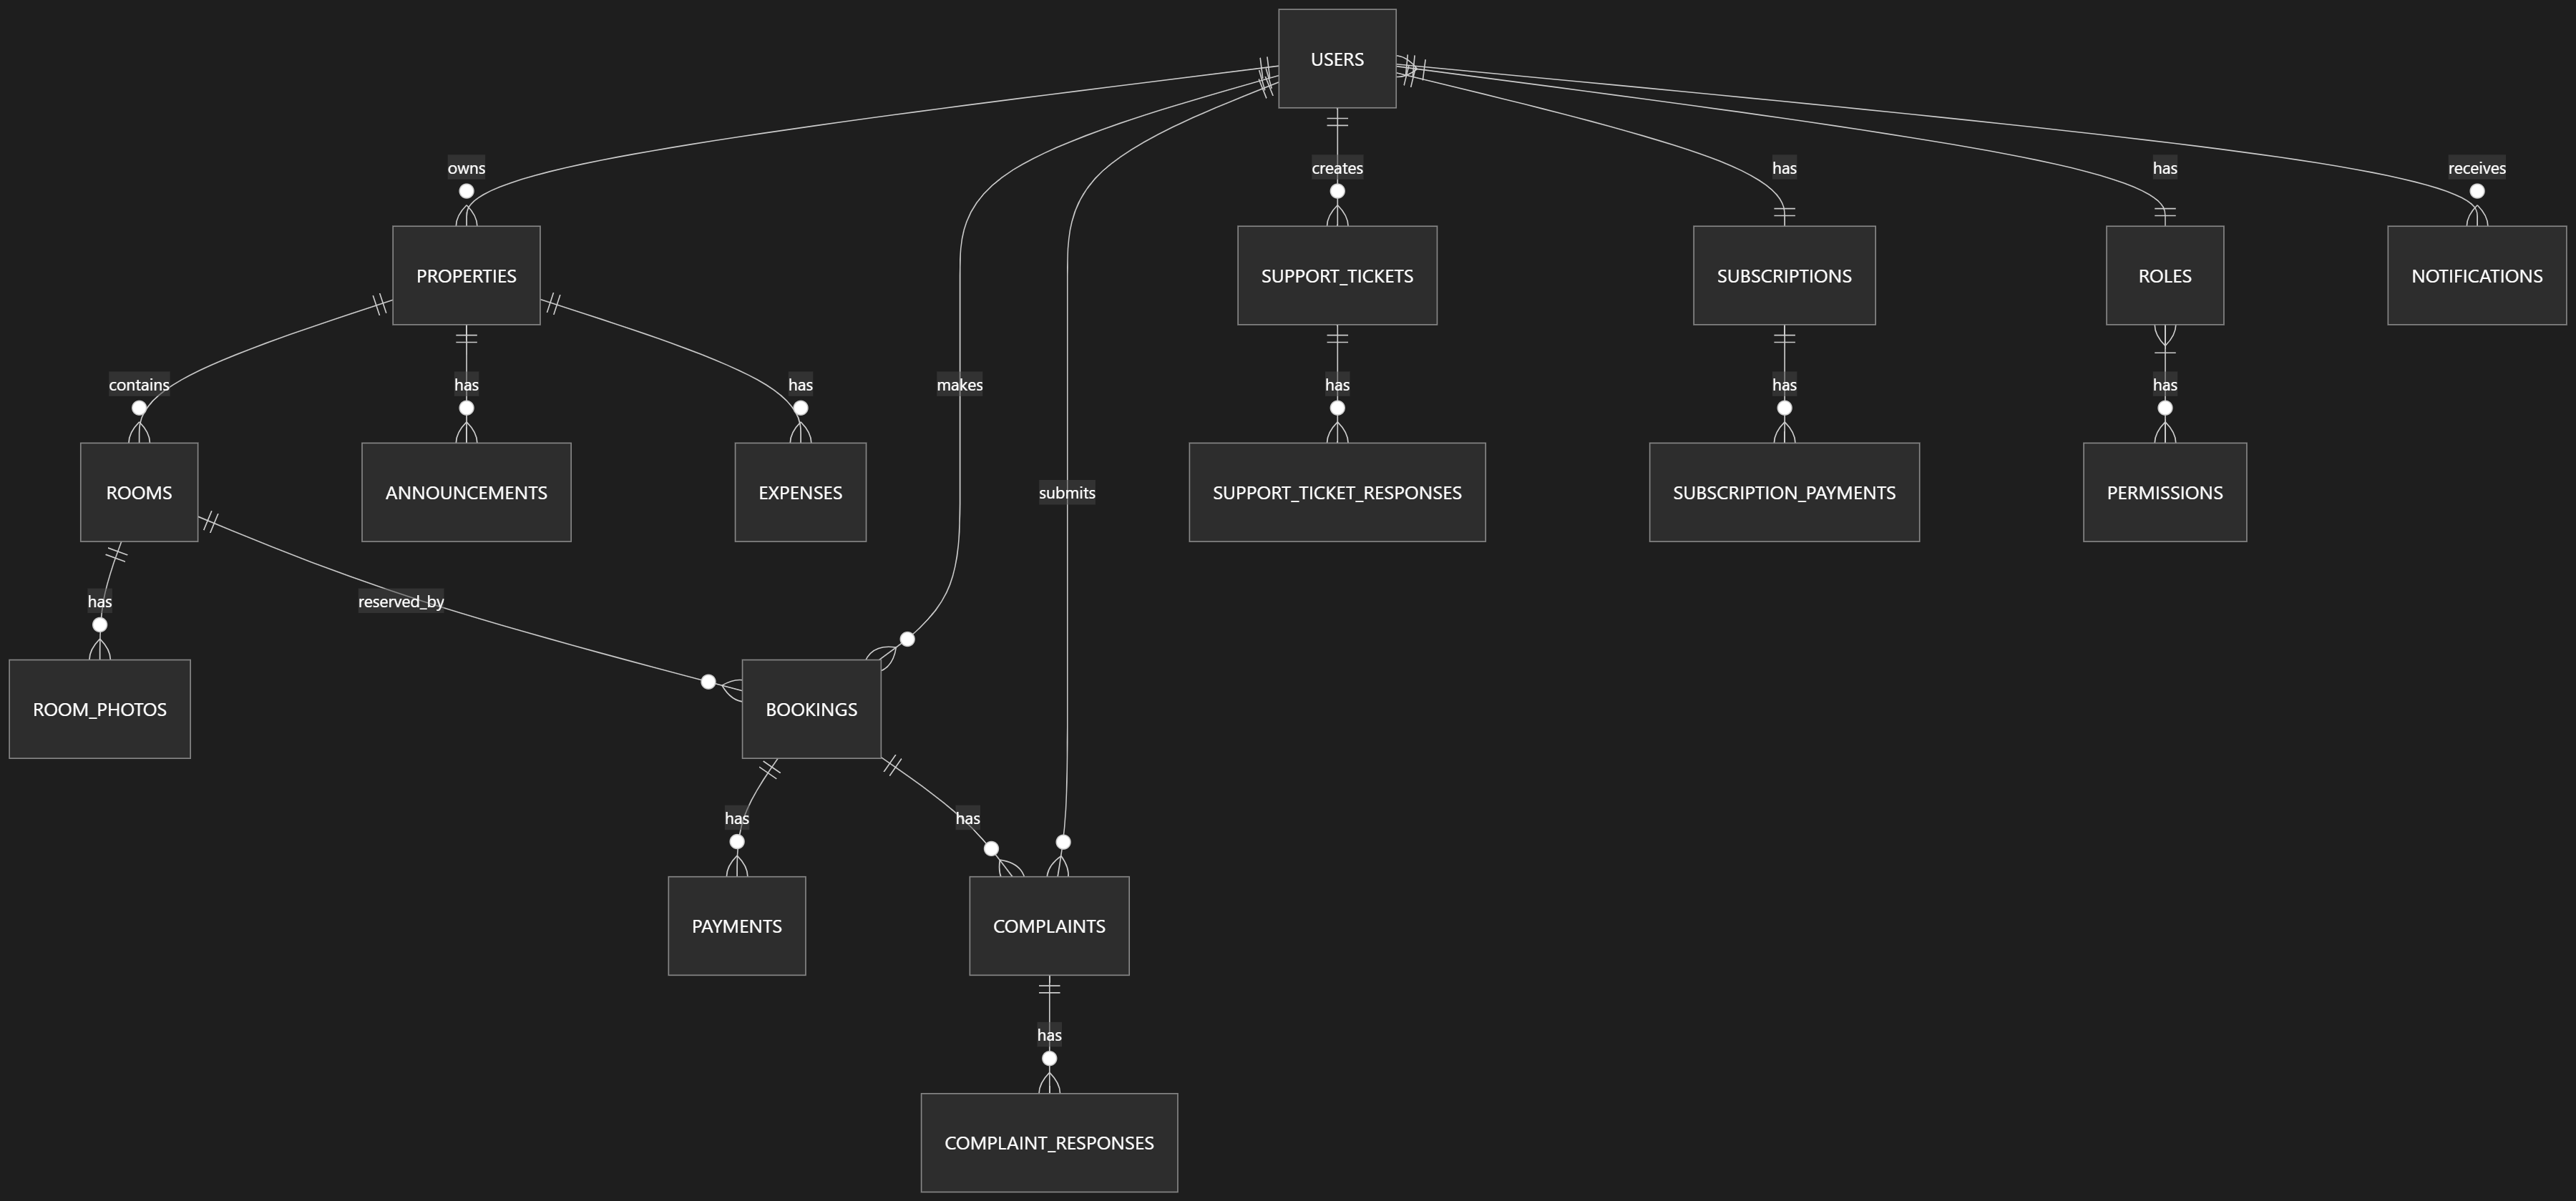 USERS
owns
creates
has
has
receives
PROPERTIES
SUPPORT_TICKETS
SUBSCRIPTIONS
ROLES
NOTIFICATIONS
contains
has
has
makes
has
has
has
ROOMS
ANNOUNCEMENTS
EXPENSES
submits
SUPPORT_TICKET_RESPONSES
SUBSCRIPTION_PAYMENTS
PERMISSIONS
has
reserved_by
ROOM_PHOTOS
BOOKINGS
has
has
PAYMENTS
COMPLAINTS
has
COMPLAINT_RESPONSES